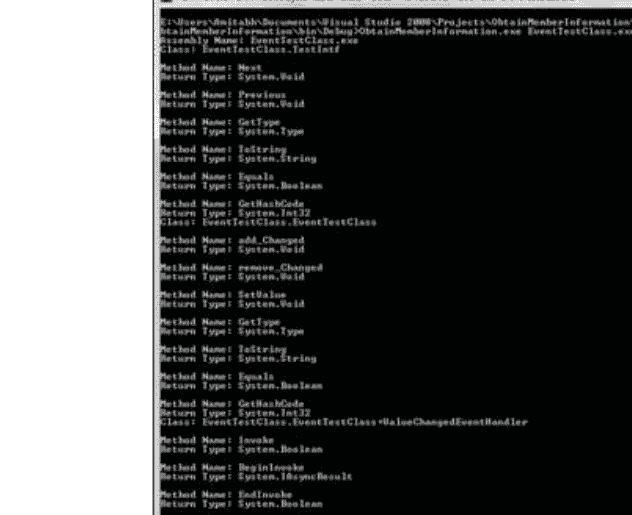 E:\Users\Amitabh\Documents\Visual Studio 2008\Projects\ObtainMemberInformation\
btainMemberInformation\bin\Debug>ObtainMemberInformation.exe EventTestClass.ex
Assembly Name: EventTestClass.exe
Class: EventTestClass.TestIntf
Method Name: Next
Return Type: System.Void
Method Name: Previous
Return Type: System.Void
Method Name: GetType
Return Type: System.Type
Method Name: ToString
Return Type: System.String
Method Name: Equals
Return Type: System.Boolean
Method Name: GetHashCode
Return Type: System.Int32
Class: EventTestClass.EventTestClass
Method Name: add_Changed
Return Type: System.Void
Method Name: remove_Changed
Return Type: System.Void
Method Name: SetValue
Return Type: System.Void
Method Name: GetType
Return Type: System.Type
Method Name: ToString
Return Type: System.String
Method Name: Equals
Return Type: System.Boolean
Method Name: GetHashCode
Return Type: System.Int32
Class: EventTestClass.EventTestClass+ValueChangedEventHandler
Method Name: Invoke
Return Type: System.Boolean
Method Name: BeginInvoke
Return Type: System.IAsyncResult
Method Name: EndInvoke
Return Type: System.Boolean